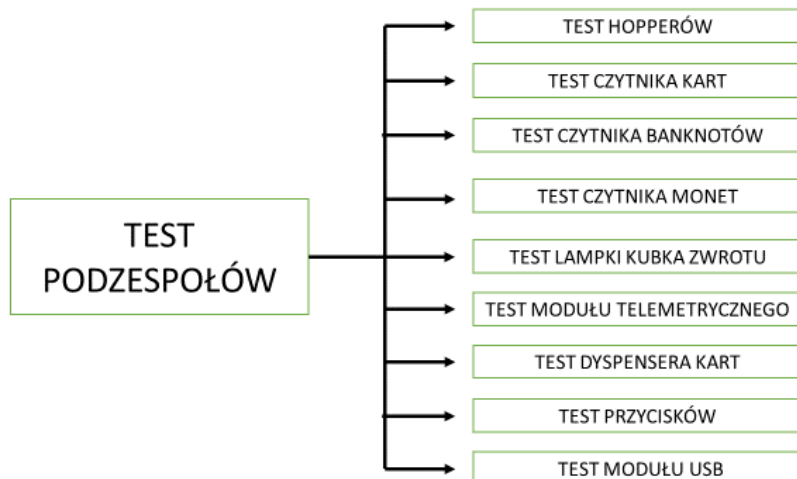 TEST
PODZESPOŁÓW
TEST HOPPERÓW
TEST CZYTNIKA KART
TEST CZYTNIKA BANKNOTÓW
TEST CZYTNIKA MONET
TEST LAMPKI KUBKA ZWROTU
TEST MODUŁU TELEMETRYCZNEGO
TEST DYSPENSERA KART
TEST PRZYCISKÓW
TEST MODUŁU USB